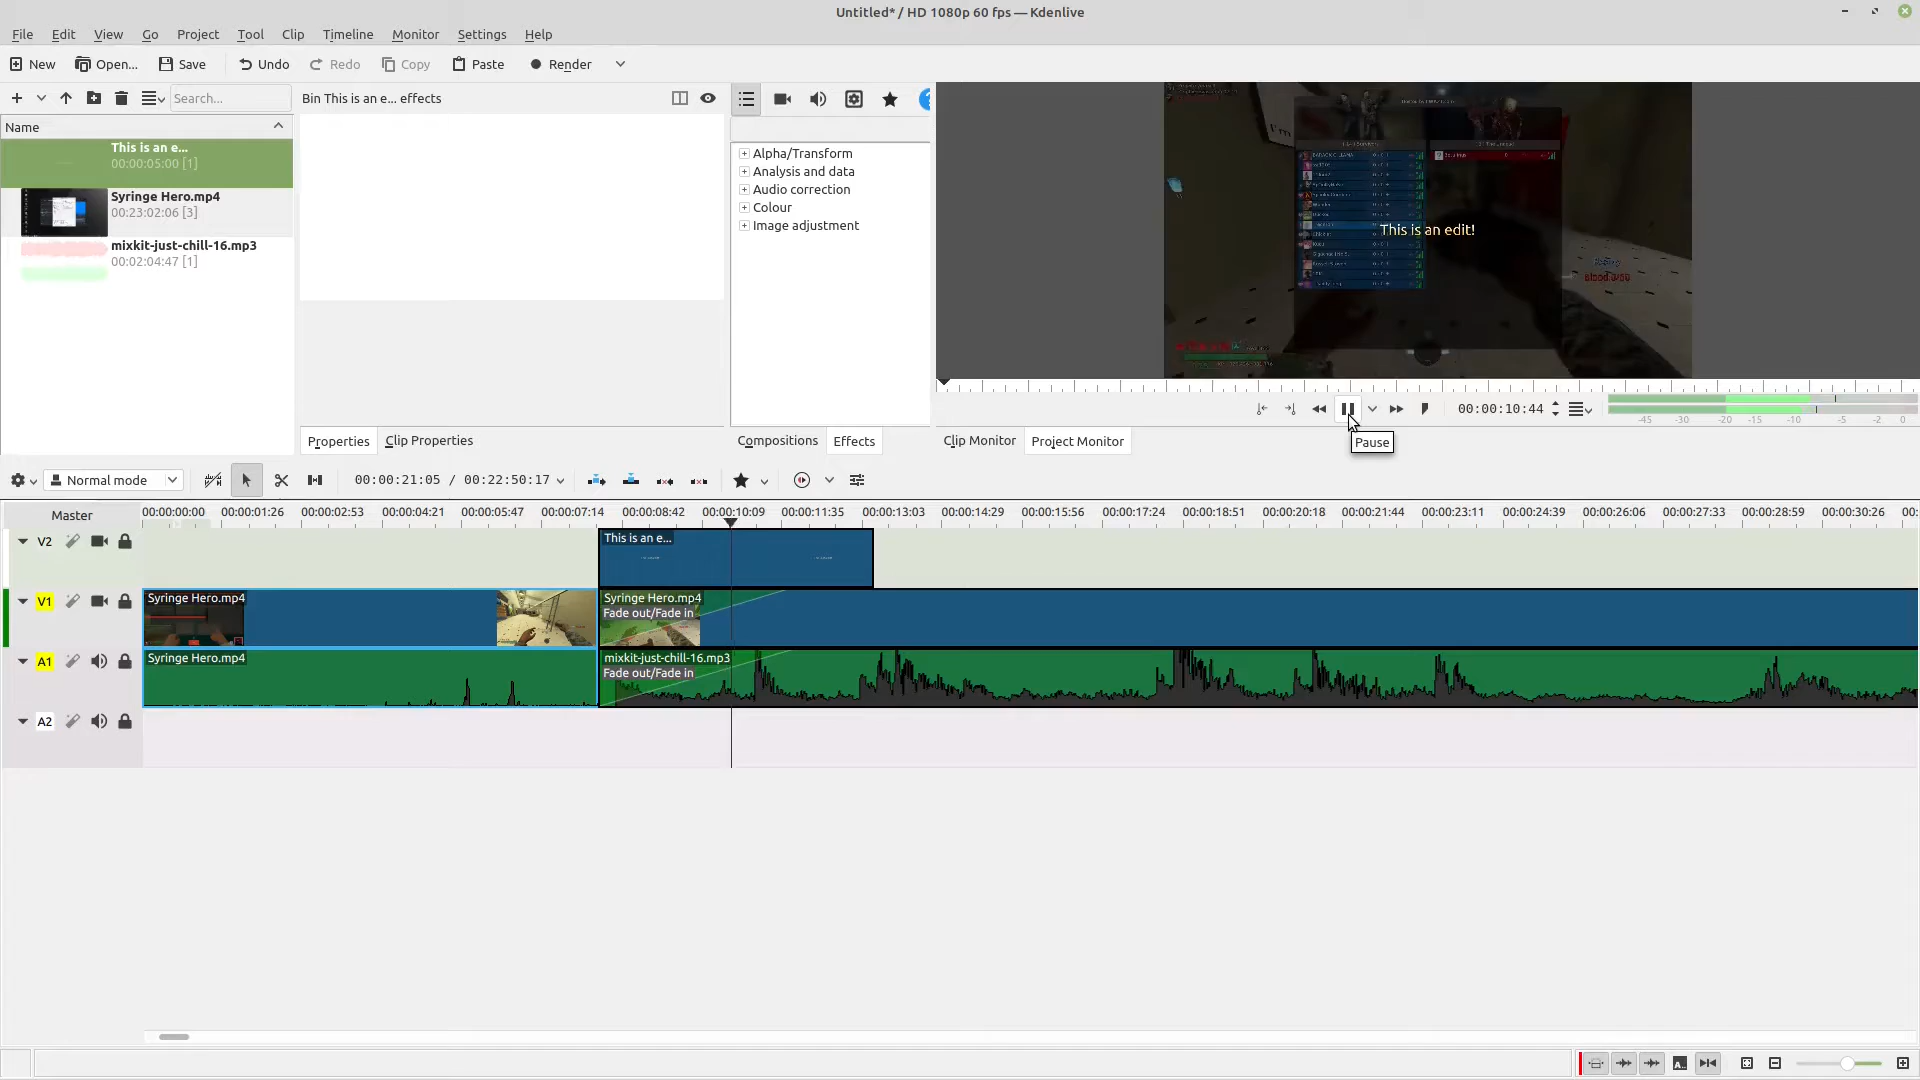 Untitled* / HD 1080p 60 fps — Kdenlive
File Edit View Go Project Tool Clip Timeline Monitor Settings Help
New Open... Save Undo Redo Copy Paste Render
Search...
Bin This is an e... effects
Name
This is an e...
00:00:05:00 [1]
Syringe Hero.mp4
00:23:02:06 [3]
mixkit-just-chill-16.mp3
00:02:04:47 [1]
Alpha/Transform
Analysis and data
Audio correction
Colour
Image adjustment
I'm
This is an edit!
00:00:10:44
-45 -30 -20 -15 -10 -5 -2 0
Pause
Properties Clip Properties
Compositions Effects
Clip Monitor Project Monitor
Normal mode
00:00:21:05 / 00:22:50:17
Master
00:00:00:00 00:00:01:26 00:00:02:53 00:00:04:21 00:00:05:47 00:00:07:14 00:00:08:42 00:00:10:09 00:00:11:35 00:00:13:03 00:00:14:29 00:00:15:56 00:00:17:24 00:00:18:51 00:00:20:18 00:00:21:44 00:00:23:11 00:00:24:39 00:00:26:06 00:00:27:33 00:00:28:59 00:00:30:26 00:
V2
This is an e...
V1
Syringe Hero.mp4
Syringe Hero.mp4
Fade out/Fade in
A1
Syringe Hero.mp4
mixkit-just-chill-16.mp3
Fade out/Fade in
A2